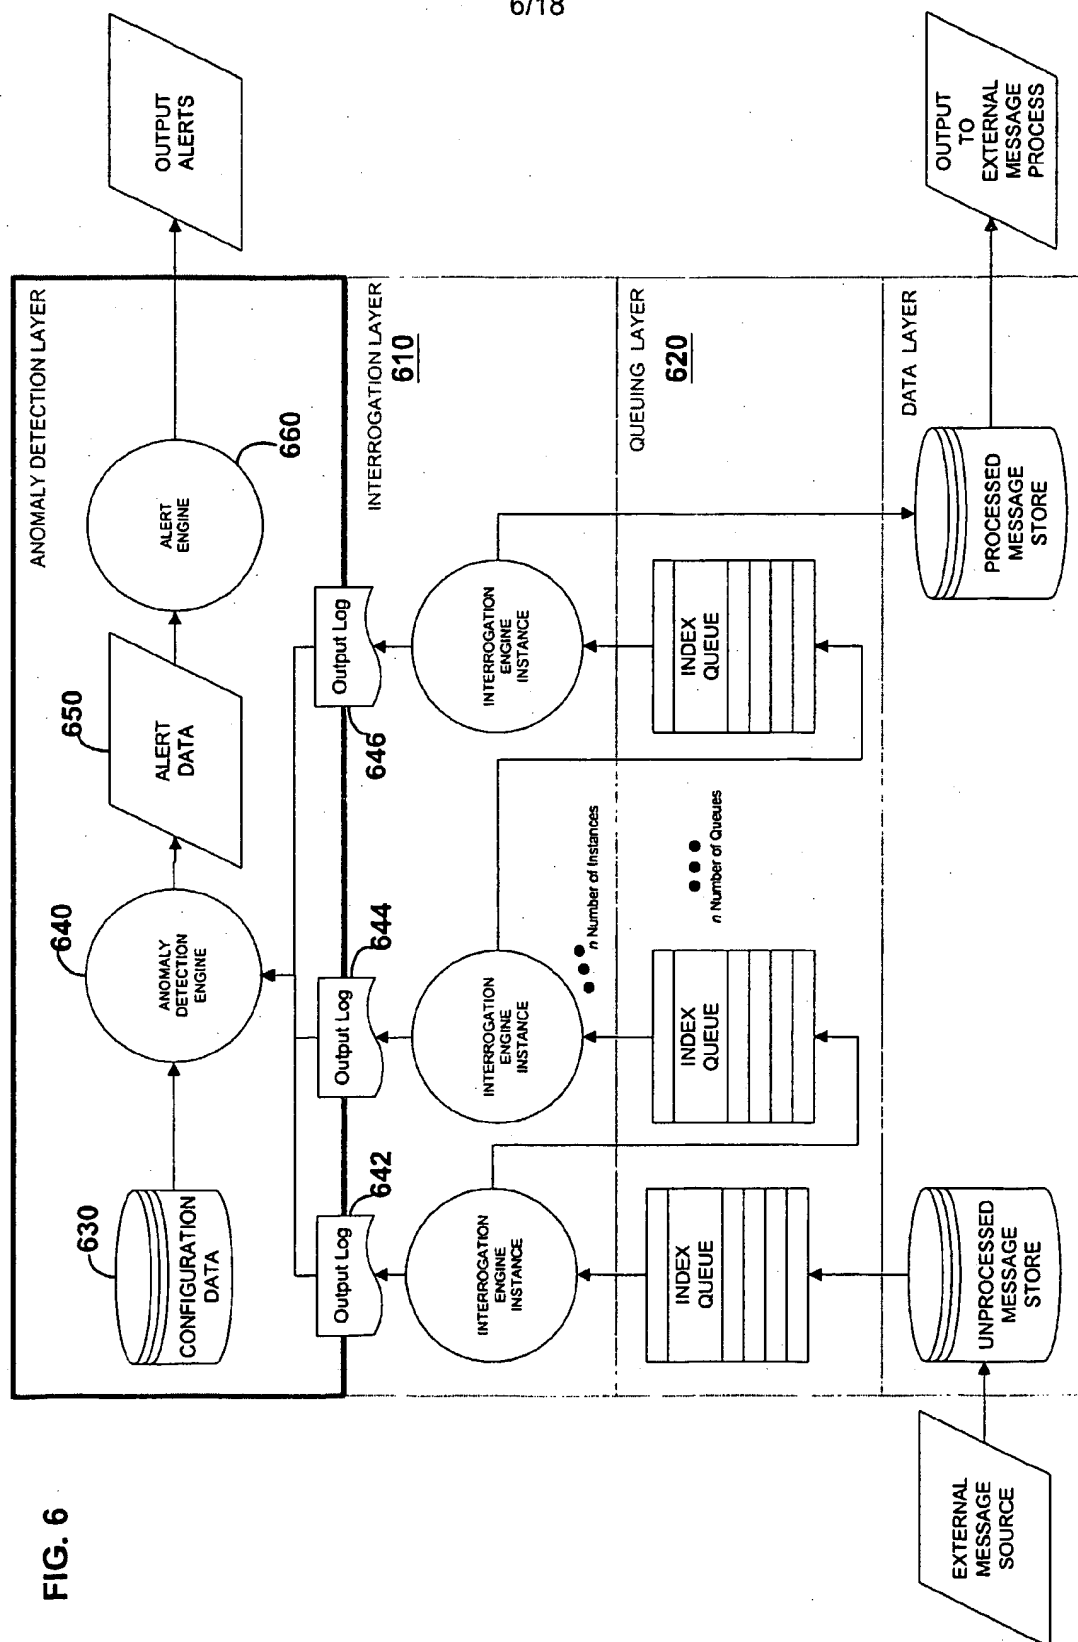 6/18
FIG. 6
ANOMALY DETECTION LAYER
630
CONFIGURATION
DATA
640
ANOMALY
DETECTION
ENGINE
650
ALERT
DATA
660
ALERT
ENGINE
OUTPUT
ALERTS
642
Output Log
644
Output Log
646
Output Log
INTERROGATION LAYER
610
INTERROGATION
ENGINE
INSTANCE
INTERROGATION
ENGINE
INSTANCE
n Number of Instances
INTERROGATION
ENGINE
INSTANCE
QUEUING LAYER
620
INDEX
QUEUE
INDEX
QUEUE
n Number of Queues
INDEX
QUEUE
DATA LAYER
EXTERNAL
MESSAGE
SOURCE
UNPROCESSED
MESSAGE
STORE
PROCESSED
MESSAGE
STORE
OUTPUT
TO
EXTERNAL
MESSAGE
PROCESS